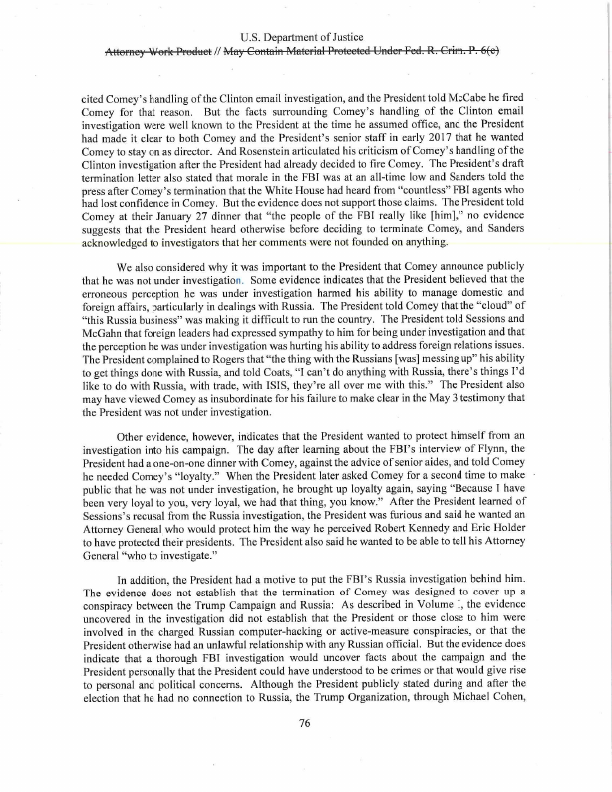 U.S. Department of Justice
Attorney Work Product // May Contain Material Protected Under Fed. R. Crim. P. 6(e)
cited Comey's handling of the Clinton email investigation, and the President told McCabe he fired
Comey for that reason. But the facts surrounding Comey's handling of the Clinton email
investigation were well known to the President at the time he assumed office, and the President
had made it clear to both Comey and the President's senior staff in early 2017 that he wanted
Comey to stay on as director. And Rosenstein articulated his criticism of Comey's handling of the
Clinton investigation after the President had already decided to fire Comey. The President's draft
termination letter also stated that morale in the FBI was at an all-time low and Sanders told the
press after Comey's termination that the White House had heard from "countless" FBI agents who
had lost confidence in Comey. But the evidence does not support those claims. The President told
Comey at their January 27 dinner that "the people of the FBI really like [him]," no evidence
suggests that the President heard otherwise before deciding to terminate Comey, and Sanders
acknowledged to investigators that her comments were not founded on anything.
We also considered why it was important to the President that Comey announce publicly
that he was not under investigation. Some evidence indicates that the President believed that the
erroneous perception he was under investigation harmed his ability to manage domestic and
foreign affairs, particularly in dealings with Russia. The President told Comey that the "cloud" of
"this Russia business" was making it difficult to run the country. The President told Sessions and
McGahn that foreign leaders had expressed sympathy to him for being under investigation and that
the perception he was under investigation was hurting his ability to address foreign relations issues.
The President complained to Rogers that "the thing with the Russians [was] messing up" his ability
to get things done with Russia, and told Coats, "I can't do anything with Russia, there's things I'd
like to do with Russia, with trade, with ISIS, they're all over me with this." The President also
may have viewed Comey as insubordinate for his failure to make clear in the May 3 testimony that
the President was not under investigation.
Other evidence, however, indicates that the President wanted to protect himself from an
investigation into his campaign. The day after learning about the FBI's interview of Flynn, the
President had a one-on-one dinner with Comey, against the advice of senior aides, and told Comey
he needed Comey's "loyalty." When the President later asked Comey for a second time to make
public that he was not under investigation, he brought up loyalty again, saying "Because I have
been very loyal to you, very loyal, we had that thing, you know." After the President learned of
Sessions's recusal from the Russia investigation, the President was furious and said he wanted an
Attorney General who would protect him the way he perceived Robert Kennedy and Eric Holder
to have protected their presidents. The President also said he wanted to be able to tell his Attorney
General "who to investigate."
In addition, the President had a motive to put the FBI's Russia investigation behind him.
The evidence does not establish that the termination of Comey was designed to cover up a
conspiracy between the Trump Campaign and Russia: As described in Volume , the evidence
uncovered in the investigation did not establish that the President or those close to him were
involved in the charged Russian computer-hacking or active-measure conspiracies, or that the
President otherwise had an unlawful relationship with any Russian official. But the evidence does
indicate that a thorough FBI investigation would uncover facts about the campaign and the
President personally that the President could have understood to be crimes or that would give rise
to personal and political concerns. Although the President publicly stated during and after the
election that he had no connection to Russia, the Trump Organization, through Michael Cohen,
76